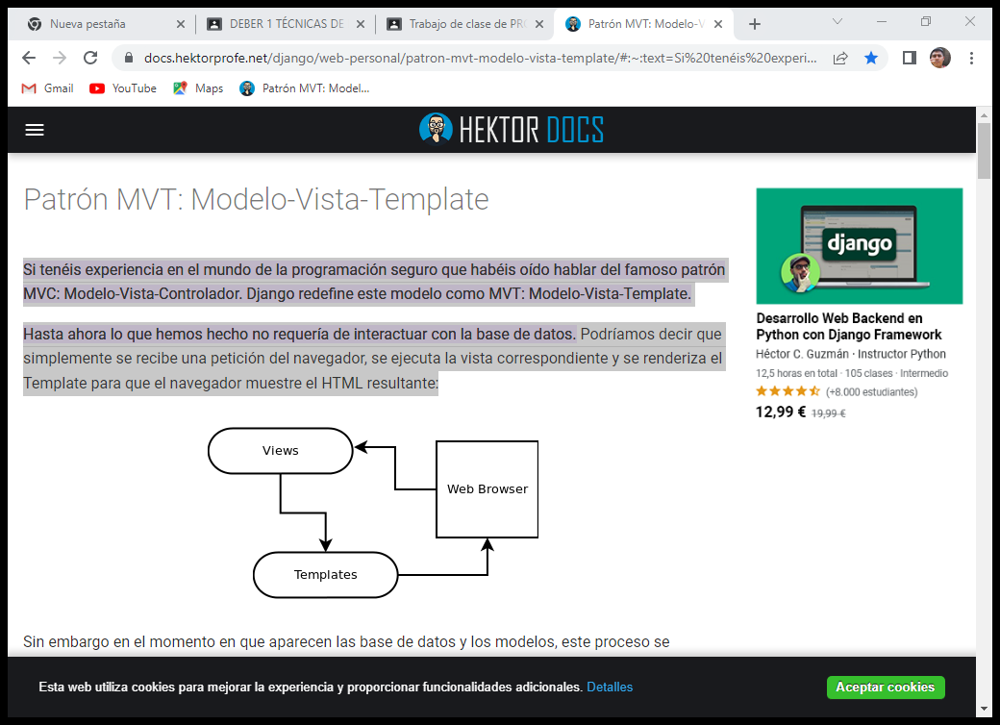 Nueva pestaña
DEBER 1 TÉCNICAS DE
Trabajo de clase de PRO
Patrón MVT: Modelo-V
docs.hektorprofe.net/django/web-personal/patron-mvt-modelo-vista-template/#:~:text=Si%20tenéis%20experi...
Gmail
YouTube
Maps
Patrón MVT: Model...
HEKTOR DOCS
Patrón MVT: Modelo-Vista-Template
Si tenéis experiencia en el mundo de la programación seguro que habéis oído hablar del famoso patrón
MVC: Modelo-Vista-Controlador. Django redefine este modelo como MVT: Modelo-Vista-Template.
Hasta ahora lo que hemos hecho no requería de interactuar con la base de datos. Podríamos decir que
simplemente se recibe una petición del navegador, se ejecuta la vista correspondiente y se renderiza el
Template para que el navegador muestre el HTML resultante:
Views
Web Browser
Templates
Sin embargo en el momento en que aparecen las base de datos y los modelos, este proceso se
django
Desarrollo Web Backend en
Python con Django Framework
Héctor C. Guzmán · Instructor Python
12,5 horas en total · 105 clases · Intermedio
(+8.000 estudiantes)
12,99 € 19,99 €
Esta web utiliza cookies para mejorar la experiencia y proporcionar funcionalidades adicionales. Detalles
Aceptar cookies